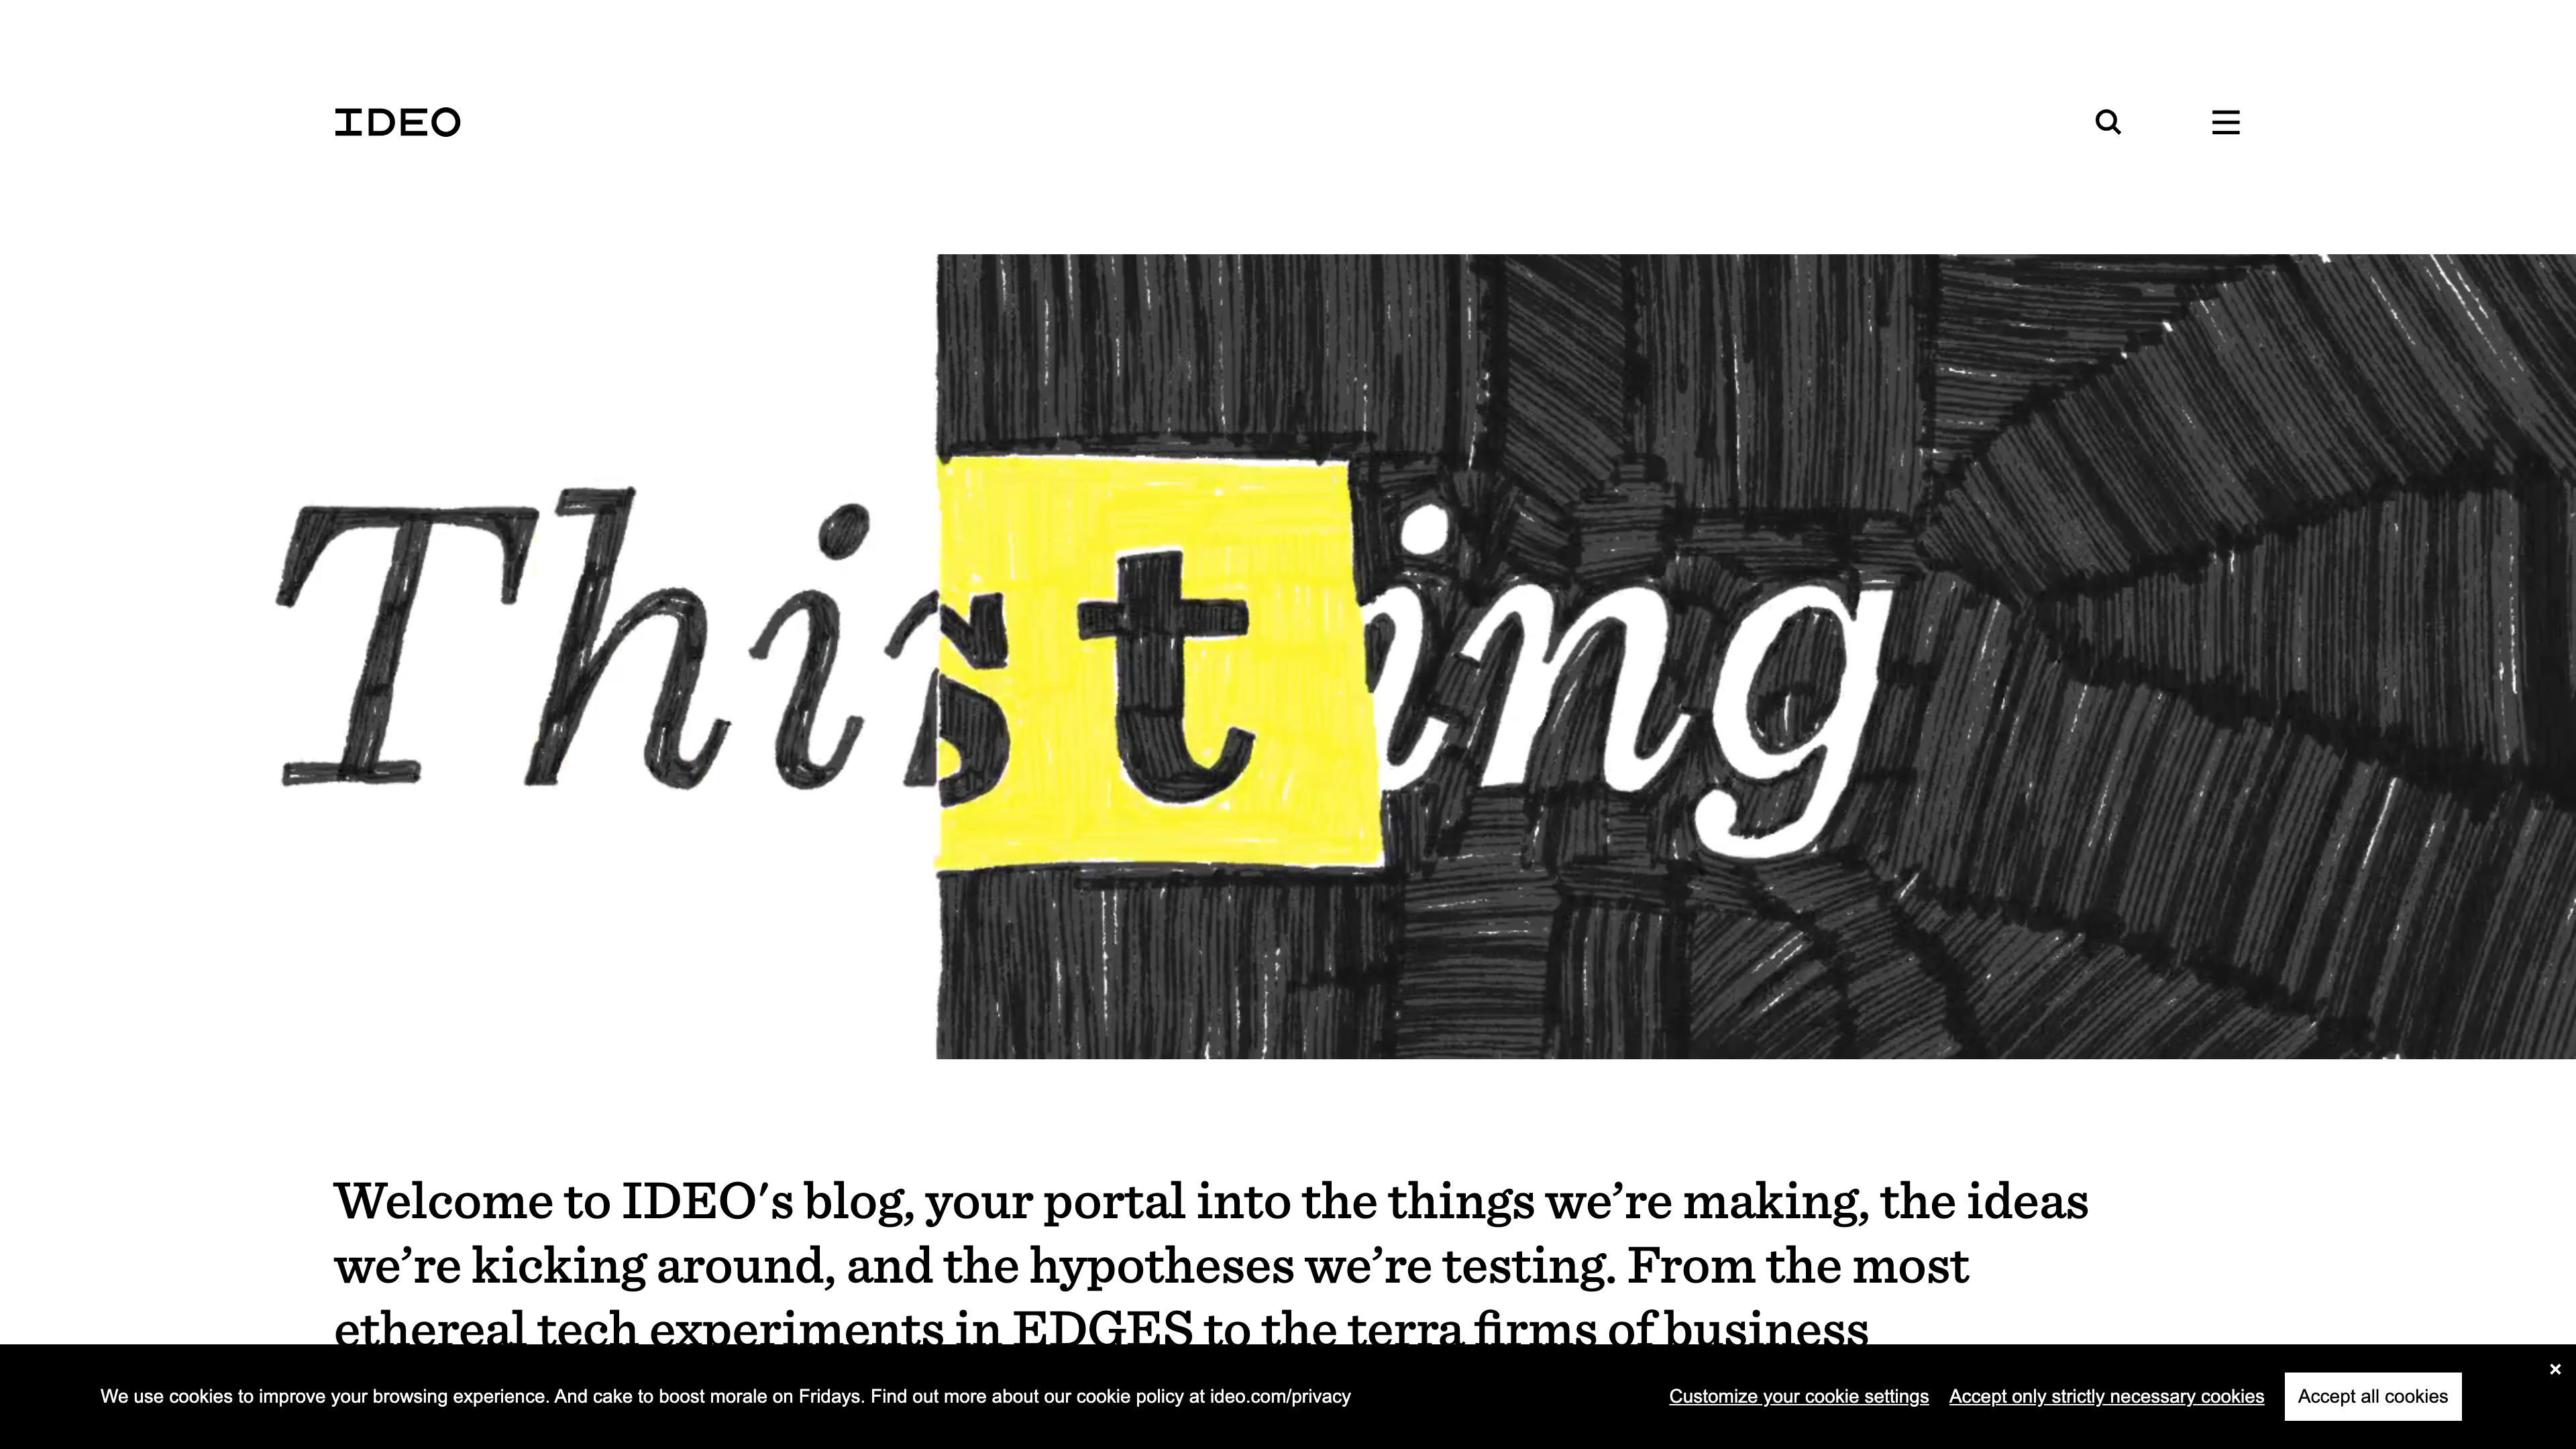 IDEO
Thisting
Welcome to IDEO's blog, your portal into the things we’re making, the ideas
we’re kicking around, and the hypotheses we’re testing. From the most
ethereal tech experiments in EDGES to the terra firms of business
We use cookies to improve your browsing experience. And cake to boost morale on Fridays. Find out more about our cookie policy at ideo.com/privacy
Customize your cookie settings
Accept only strictly necessary cookies
Accept all cookies